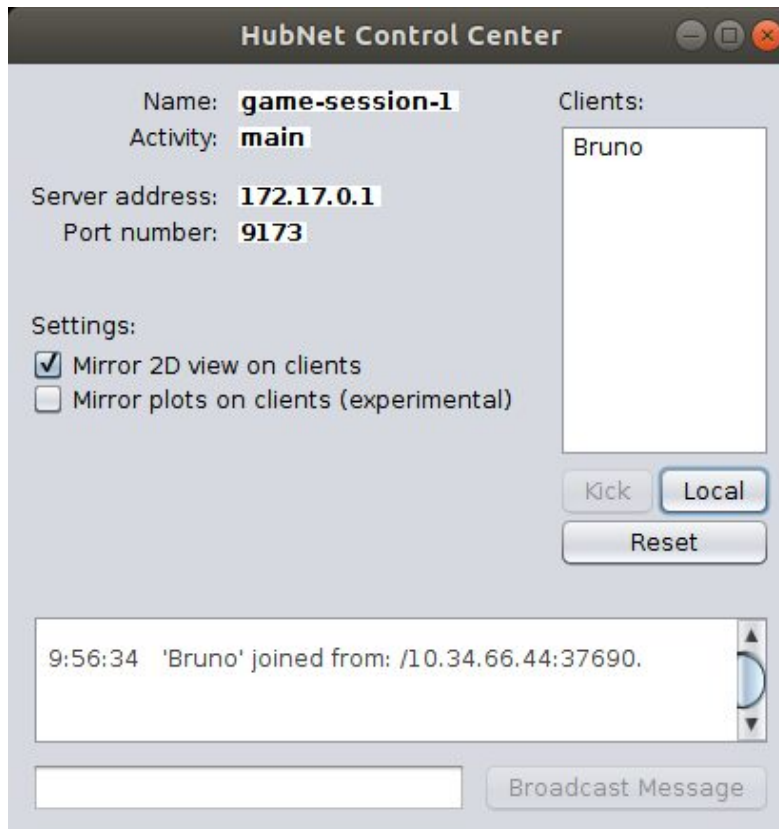 HubNet Control Center
Name: game-session-1
Activity: main
Server address: 172.17.0.1
Port number: 9173
Clients:
Bruno
Settings:
Mirror 2D view on clients
Mirror plots on clients (experimental)
Kick Local
Reset
9:56:34 'Bruno' joined from: /10.34.66.44:37690.
Broadcast Message